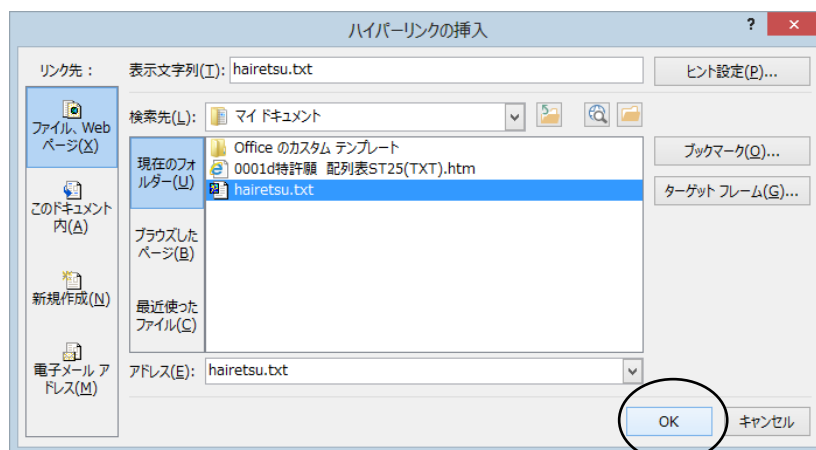 ハイパーリンクの挿入
? ×
リンク先：
表示文字列(T): hairetsu.txt
ヒント設定(P)...
ファイル、Web
ページ(X)
検索先(L): マイ ドキュメント
現在のフォ
ルダー(U)
Office のカスタム テンプレート
0001d特許願 配列表ST25(TXT).htm
hairetsu.txt
ブックマーク(O)...
ターゲット フレーム(G)...
このドキュメント
内(A)
ブラウズした
ページ(B)
新規作成(N)
最近使った
ファイル(C)
電子メール ア
ドレス(M)
アドレス(E): hairetsu.txt
OK
キャンセル